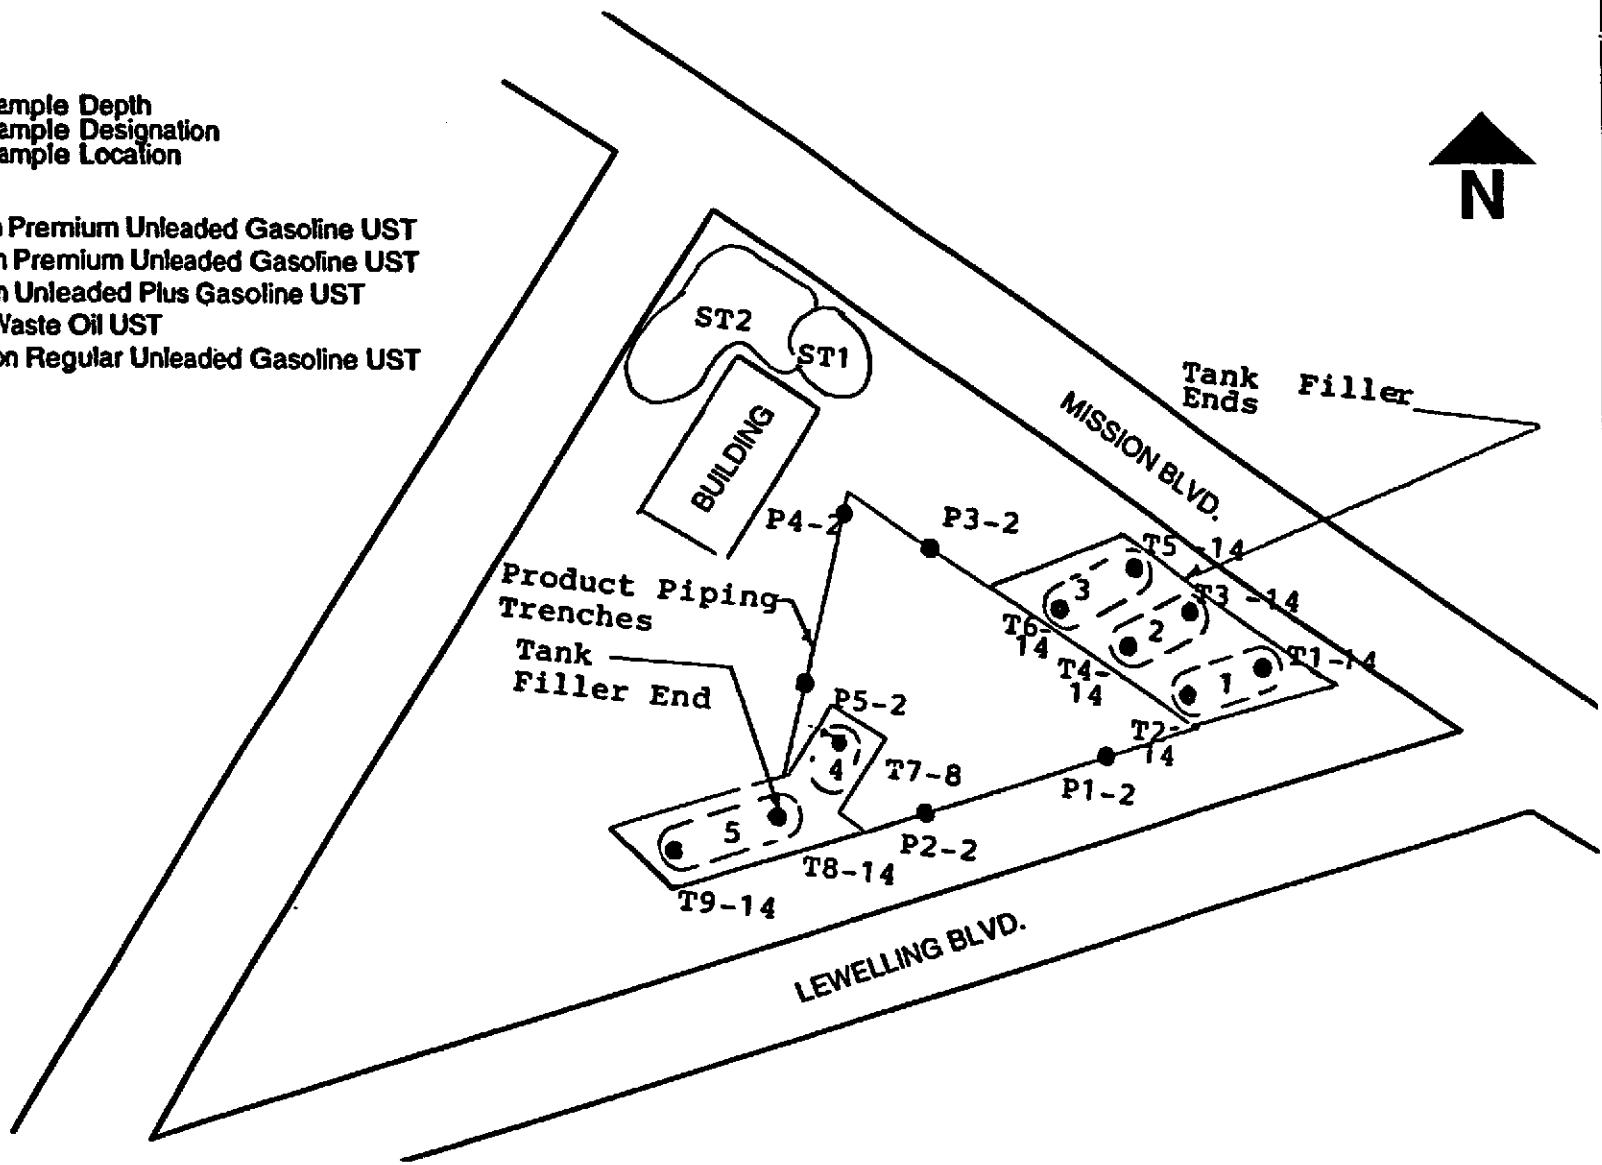 ample Depth
ample Designation
ample Location
n Premium Unleaded Gasoline UST
n Premium Unleaded Gasoline UST
n Unleaded Plus Gasoline UST
Waste Oil UST
on Regular Unleaded Gasoline UST
N
ST2
ST1
BUILDING
Tank Filler
Ends
MISSION BLVD.
P4-2
P3-2
T5-14
3
T3-14
2
T6-
14
T4-
14
T1-14
1
T2-
14
Product Piping
Trenches
Tank
Filler End
P5-2
4
T7-8
P1-2
5
P2-2
T8-14
T9-14
LEWELLING BLVD.